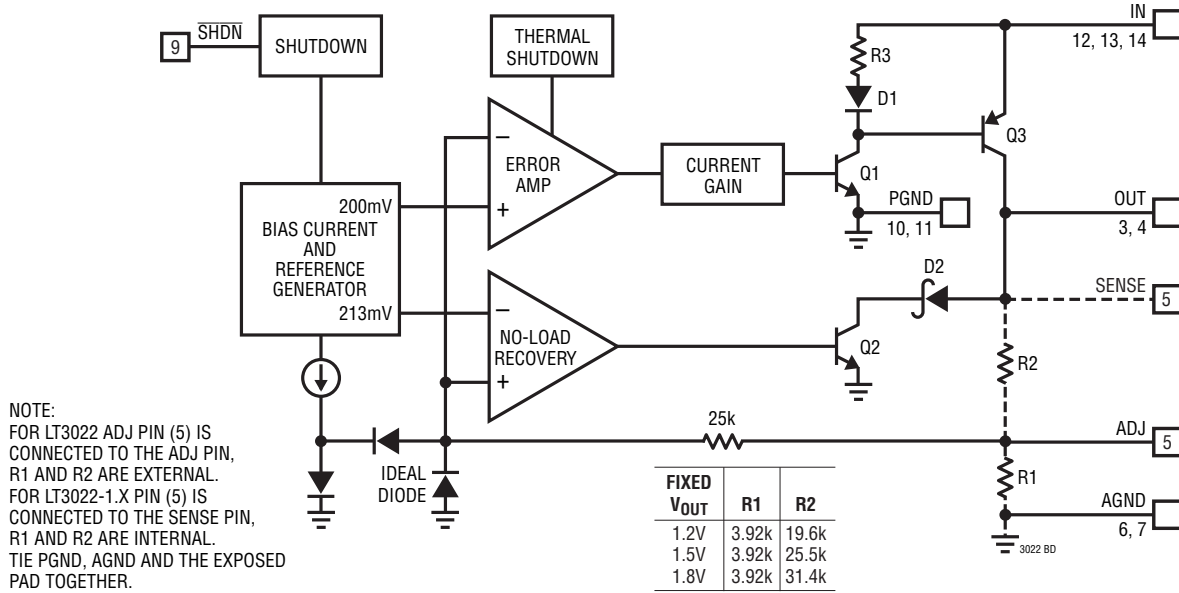 IN
12, 13, 14
SHDN
9
SHUTDOWN
THERMAL
SHUTDOWN
R3
D1
Q3
ERROR
AMP
CURRENT
GAIN
Q1
PGND
10, 11
OUT
3, 4
200mV
BIAS CURRENT
AND
REFERENCE
GENERATOR
213mV
D2
SENSE
5
NO-LOAD
RECOVERY
Q2
R2
NOTE:
FOR LT3022 ADJ PIN (5) IS
CONNECTED TO THE ADJ PIN,
R1 AND R2 ARE EXTERNAL.
FOR LT3022-1.X PIN (5) IS
CONNECTED TO THE SENSE PIN,
R1 AND R2 ARE INTERNAL.
TIE PGND, AGND AND THE EXPOSED
PAD TOGETHER.
25k
ADJ
5
IDEAL
DIODE
R1
AGND
6, 7
3022 BD
FIXED
VOUT R1 R2
1.2V 3.92k 19.6k
1.5V 3.92k 25.5k
1.8V 3.92k 31.4k